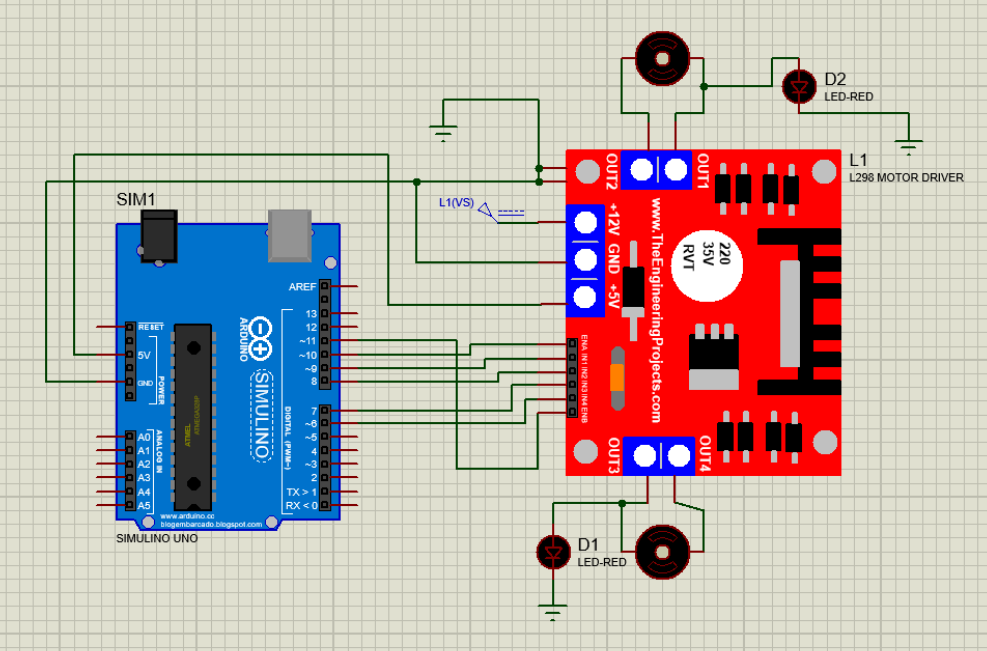 D2
LED-RED
L1
L298 MOTOR DRIVER
OUT2
OUT1
L1(VS)
+12V
GND
+5V
www.TheEngineeringProjects.com
220
35V
RVT
ENA IN1 IN2 IN3 IN4 ENB
OUT3
OUT4
SIM1
AREF
13
12
~11
~10
~9
8
7
~6
~5
4
~3
2
TX > 1
RX < 0
RESET
5V
GND
POWER
A0
A1
A2
A3
A4
A5
ANALOG IN
ARDUINO
SIMULINO
DIGITAL (PWM~)
ATMEL
ATMEGA328P
www.arduino.cc
blogembarcado.blogspot.com
SIMULINO UNO
D1
LED-RED